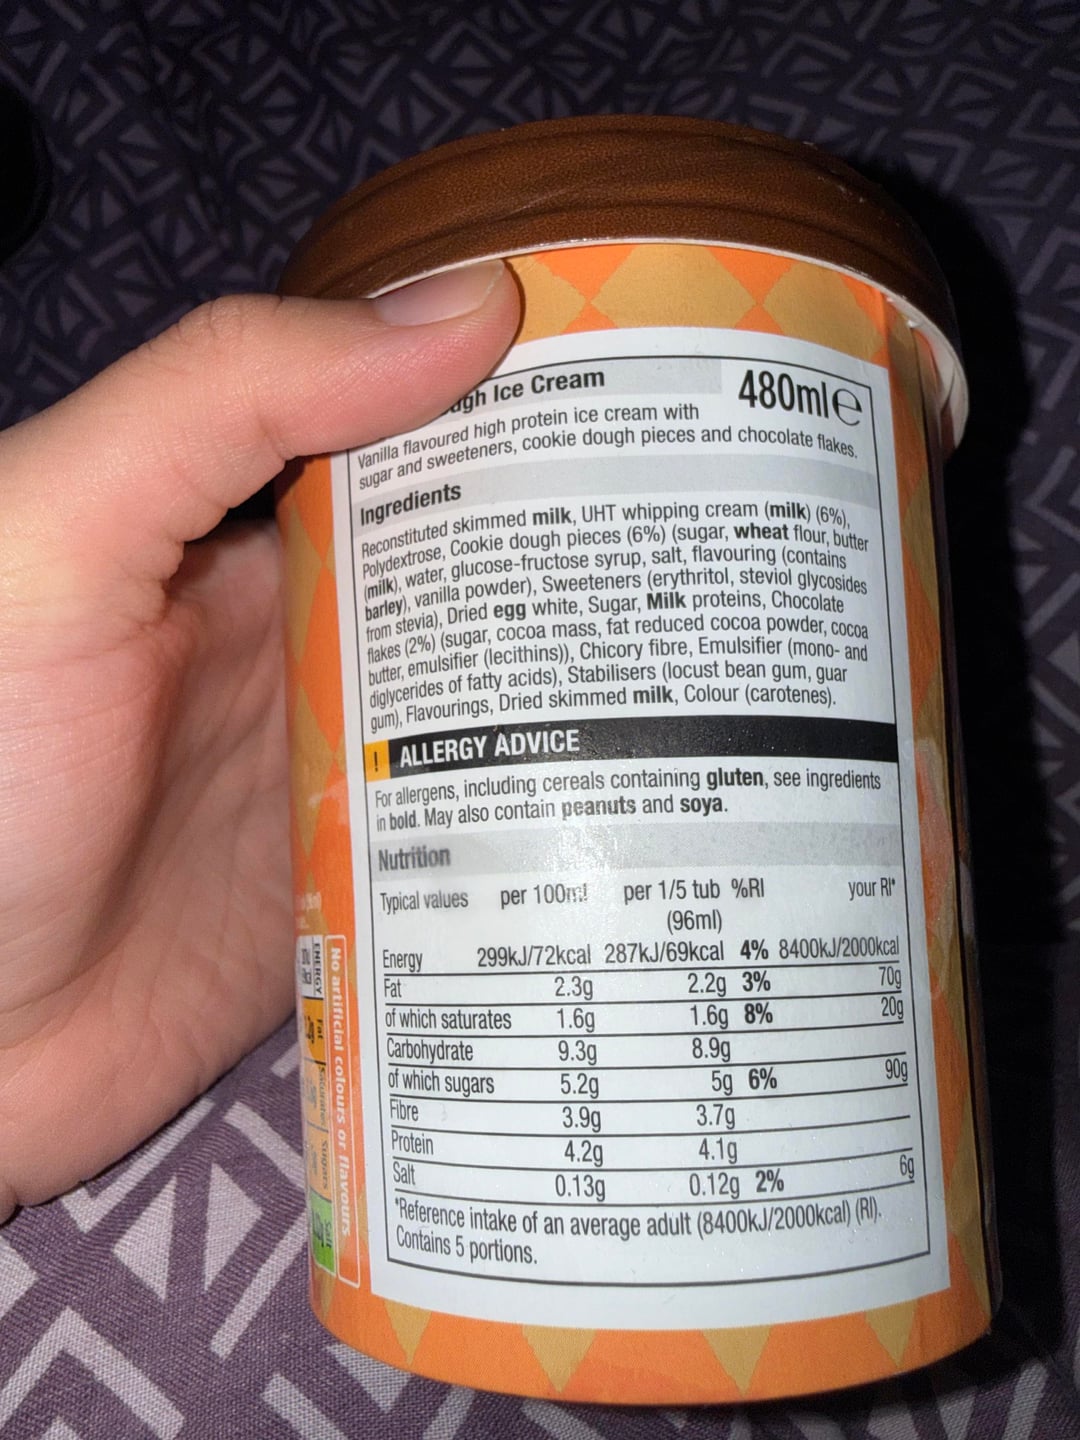 Ice Cream
480ml℮
Vanilla flavoured high protein ice cream with
sugar and sweeteners, cookie dough pieces and chocolate flakes.
Ingredients
Reconstituted skimmed milk, UHT whipping cream (milk) (6%),
Polydextrose, Cookie dough pieces (6%) (sugar, wheat flour, butter
(milk), water, glucose-fructose syrup, salt, flavouring (contains
barley), vanilla powder), Sweeteners (erythritol, steviol glycosides
from stevia), Dried egg white, Sugar, Milk proteins, Chocolate
flakes (2%) (sugar, cocoa mass, fat reduced cocoa powder, cocoa
butter, emulsifier (lecithins)), Chicory fibre, Emulsifier (mono- and
diglycerides of fatty acids), Stabilisers (locust bean gum, guar
gum), Flavourings, Dried skimmed milk, Colour (carotenes).
! ALLERGY ADVICE
For allergens, including cereals containing gluten, see ingredients
in bold. May also contain peanuts and soya.
Nutrition
Typical values per 100ml per 1/5 tub %RI your RI*
(96ml)
Energy 299kJ/72kcal 287kJ/69kcal 4% 8400kJ/2000kcal
Fat 2.3g 2.2g 3% 70g
of which saturates 1.6g 1.6g 8% 20g
Carbohydrate 9.3g 8.9g
of which sugars 5.2g 5g 6% 90g
Fibre 3.9g 3.7g
Protein 4.2g 4.1g
Salt 0.13g 0.12g 2% 6g
*Reference intake of an average adult (8400kJ/2000kcal) (RI).
Contains 5 portions.
No artificial colours or flavours
ENERGY Fat Saturates Sugars Salt